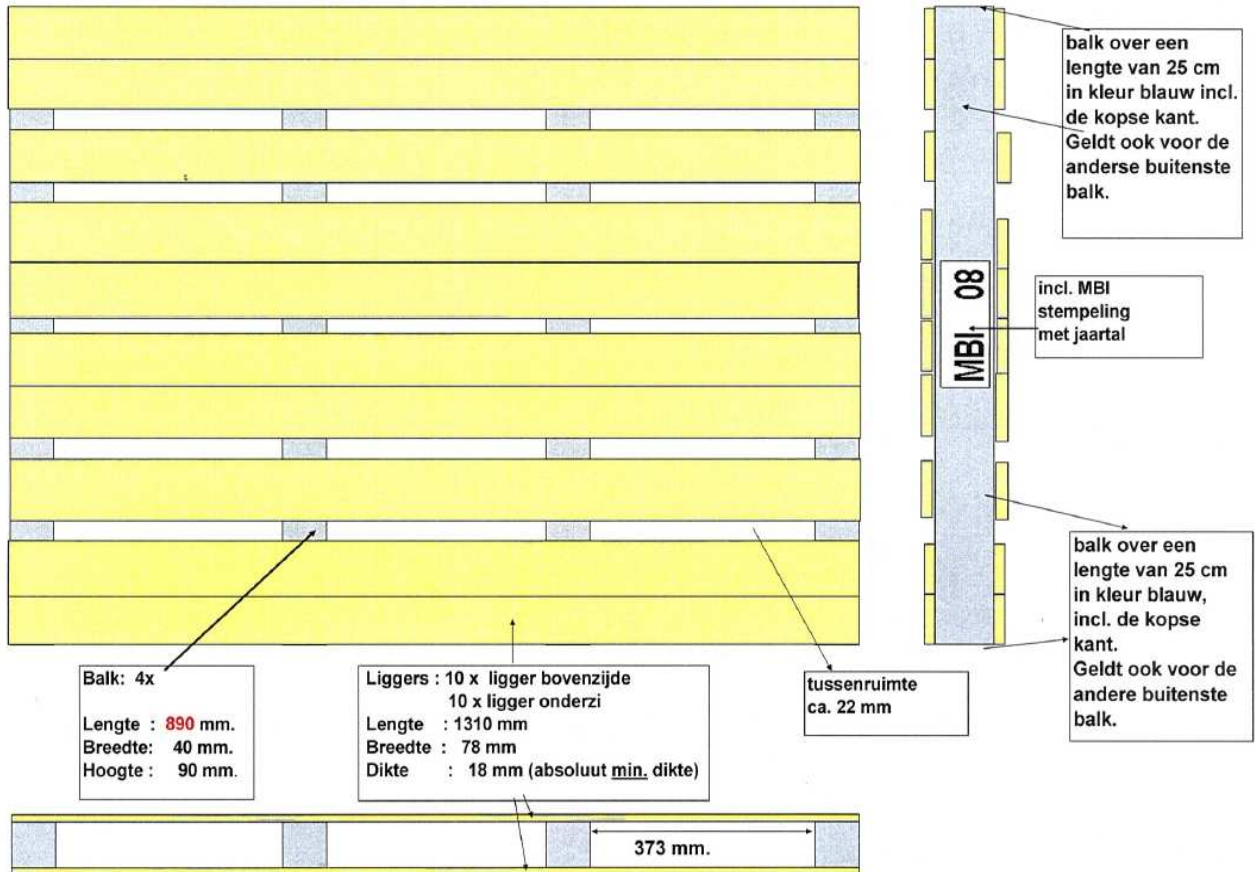 balk over een
lengte van 25 cm
in kleur blauw incl.
de kopse kant.
Geldt ook voor de
anderse buitenste
balk.
MBI 08
incl. MBI
stempeling
met jaartal
balk over een
lengte van 25 cm
in kleur blauw,
incl. de kopse
kant.
Geldt ook voor de
andere buitenste
balk.
Balk: 4x
Lengte : 890 mm.
Breedte: 40 mm.
Hoogte : 90 mm.
Liggers : 10 x ligger bovenzijde
10 x ligger onderzi
Lengte : 1310 mm
Breedte : 78 mm
Dikte : 18 mm (absoluut min. dikte)
tussenruimte
ca. 22 mm
373 mm.